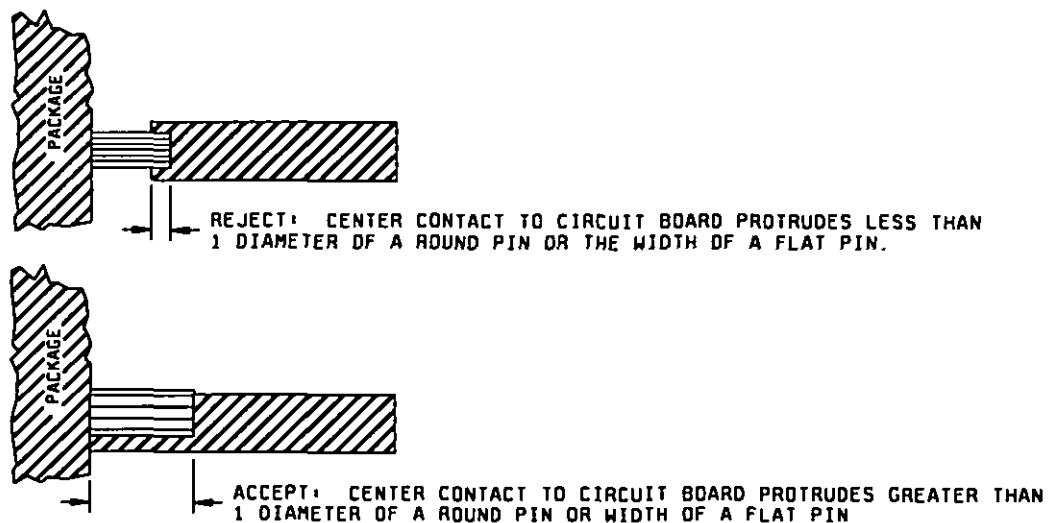 PACKAGE
REJECT: CENTER CONTACT TO CIRCUIT BOARD PROTRUDES LESS THAN
1 DIAMETER OF A ROUND PIN OR THE WIDTH OF A FLAT PIN.
PACKAGE
ACCEPT: CENTER CONTACT TO CIRCUIT BOARD PROTRUDES GREATER THAN
1 DIAMETER OF A ROUND PIN OR WIDTH OF A FLAT PIN